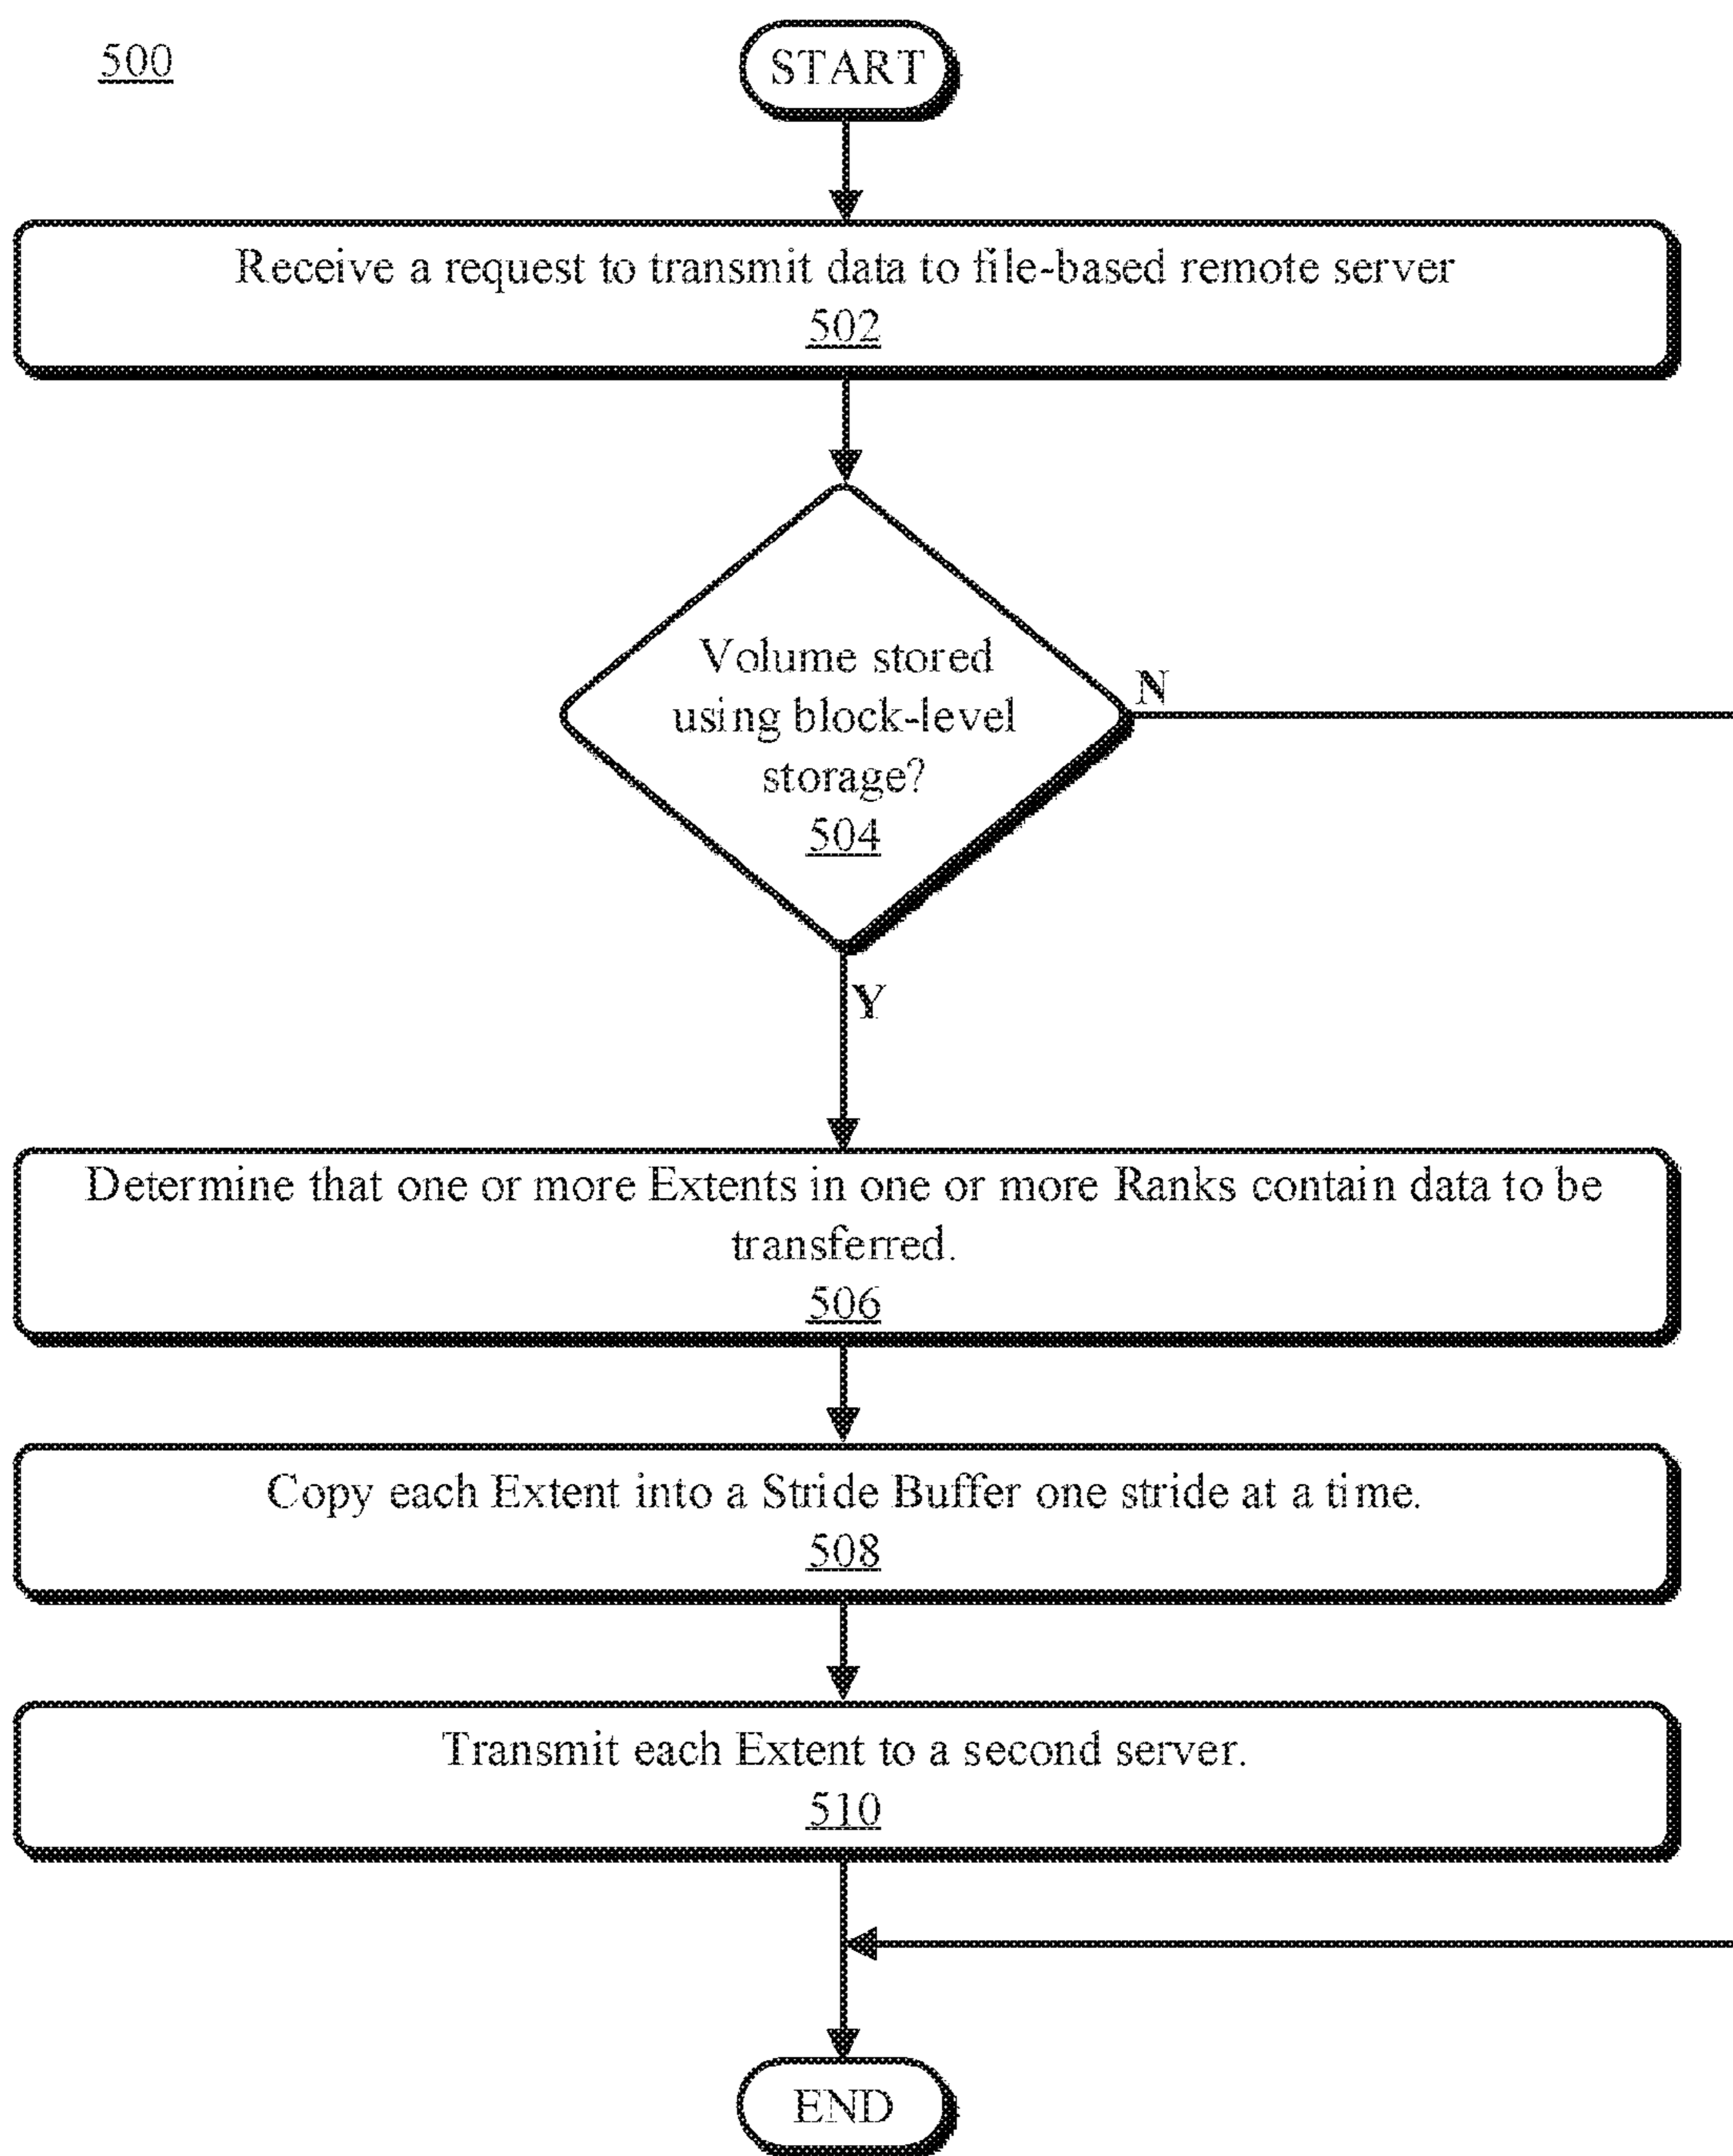 500
START
Receive a request to transmit data to file-based remote server
502
Volume stored
using block-level
storage?
504
N
Y
Determine that one or more Extents in one or more Ranks contain data to be
transferred.
506
Copy each Extent into a Stride Buffer one stride at a time.
508
Transmit each Extent to a second server.
510
END